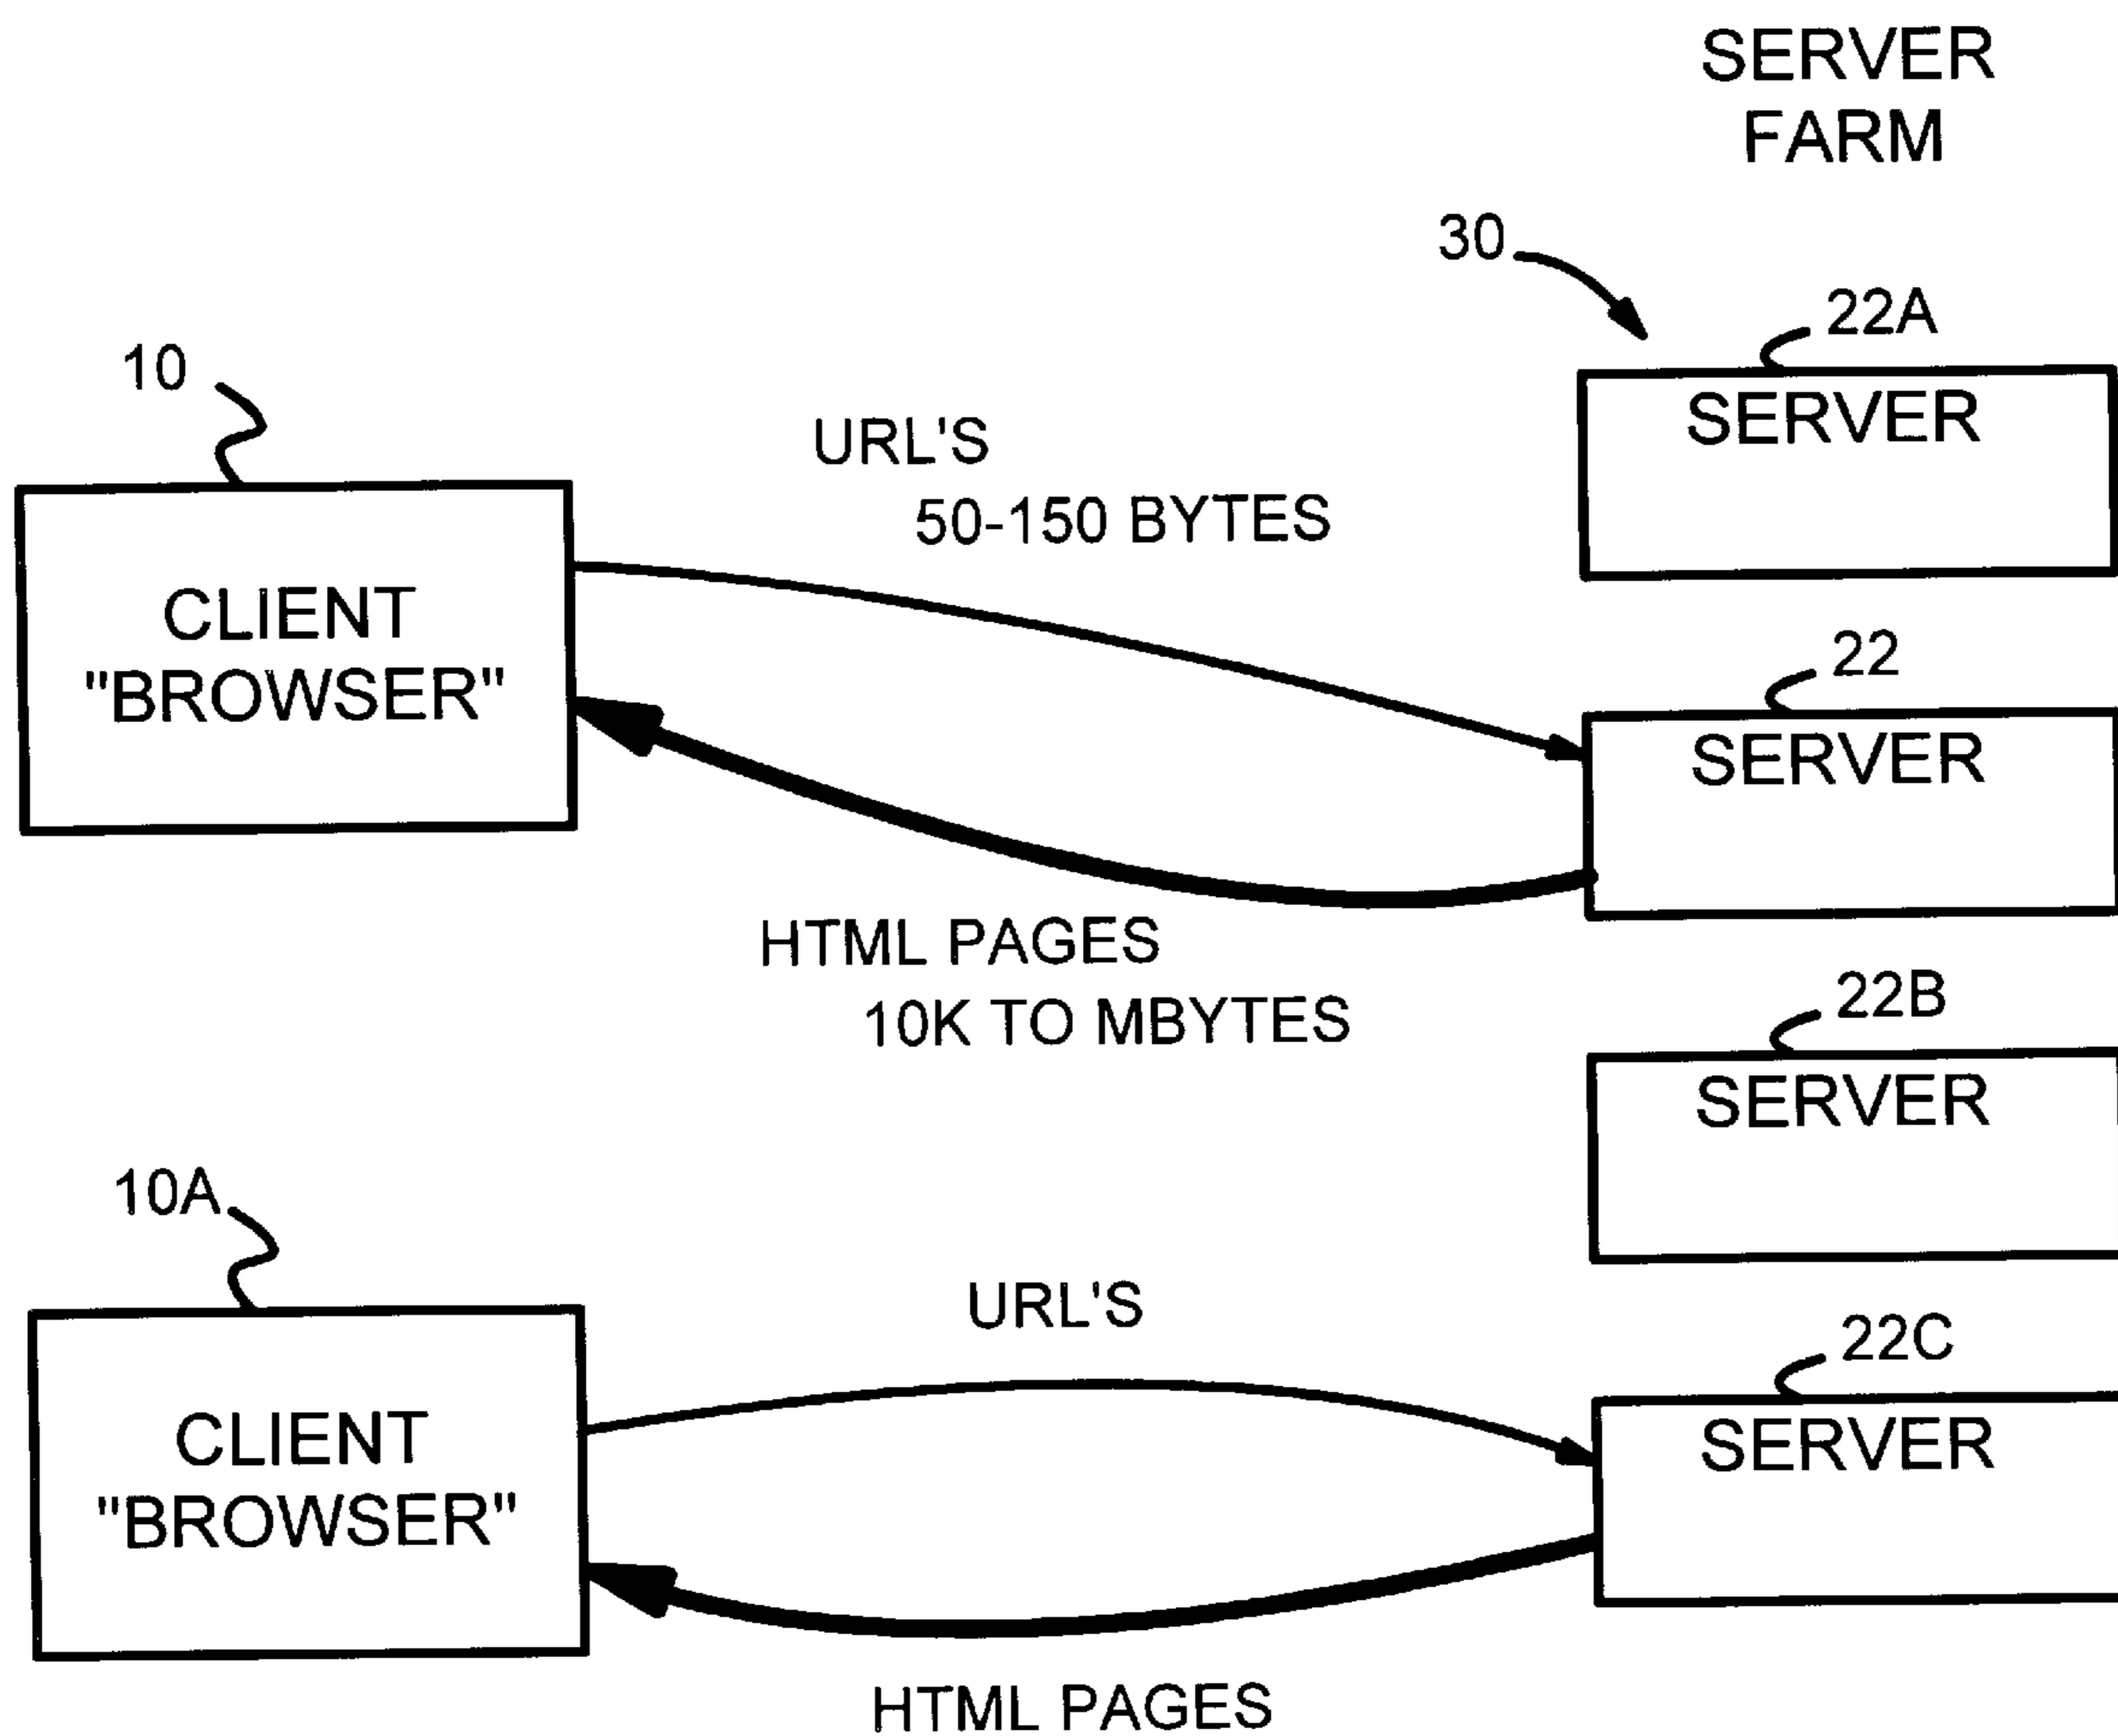 SERVER
FARM
30
22A
SERVER
10
URL'S
50-150 BYTES
CLIENT
"BROWSER"
22
SERVER
HTML PAGES
10K TO MBYTES
22B
SERVER
10A
URL'S
22C
CLIENT
"BROWSER"
SERVER
HTML PAGES